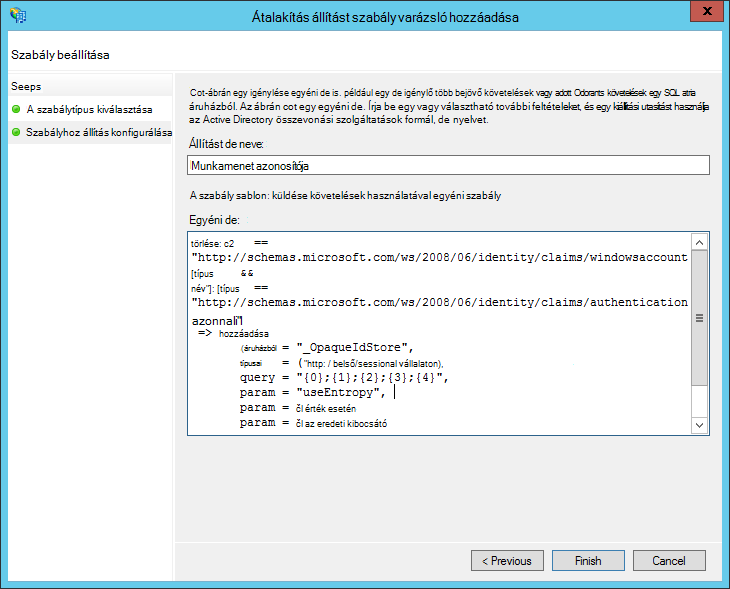 Átalakítás állítást szabály varázsló hozzáadása
X
Szabály beállítása
Seeps
A szabálytípus kiválasztása
Szabályhoz állítás konfigurálása
Cot-ábrán egy igénylése egyéni de is. például egy de igénylő több bejövő követelések vagy adott Odorants követelések egy SQL atria
áruházból. Az ábrán cot egy egyéni de. Írja be egy vagy választható további feltételeket, és egy kiállítási utasítást használja
az Active Directory összevonási szolgáltatások formál, de nyelvet.
Állítást de neve:
Munkamenet azonosítója
A szabály sablon: küldése követelések használatával egyéni szabály
Egyéni de:
törlése: c2 ==
"http://schemas.microsoft.com/ws/2008/06/identity/claims/windowsaccount
[típus &&
név"]: [típus ==
"http://schemas.microsoft.com/ws/2008/06/identity/claims/authentication
azonnali"]
=> hozzáadása
(áruházból = "_OpaqueIdStore",
típusai = ("http: / belső/sessional vállalaton),
query = "{0};{1};{2};{3};{4}",
param = "useEntropy",
param = ől érték esetén
param = ől az eredeti kibocsátó
< Previous
Finish
Cancel